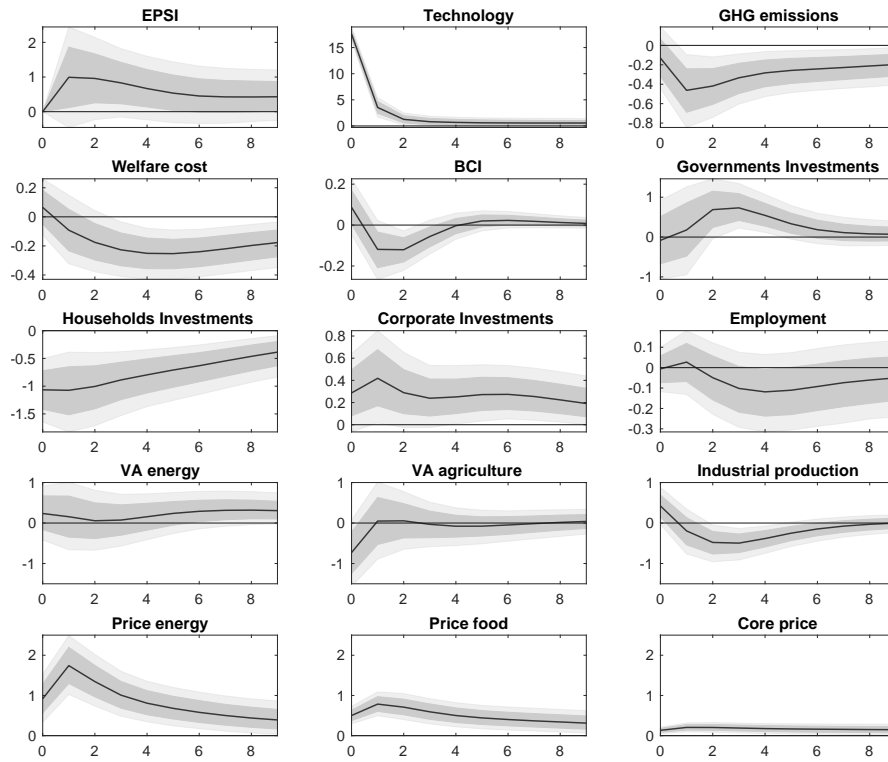 EPSI Technology GHG emissions
2 15 0
10 -0.2
1 -0.4
5 -0.6
0 0 -0.8
0 2 4 6 8 0 2 4 6 8 0 2 4 6 8
Welfare cost BCI Governments Investments
0.2 0.2 1
0 0 0
-0.2
-0.4 -0.2 -1
0 2 4 6 8 0 2 4 6 8 0 2 4 6 8
Households Investments Corporate Investments Employment
0 0.8 0.1
-0.5 0.6 0
-1 0.4 -0.1
-1.5 0.2 -0.2
0 -0.3
0 2 4 6 8 0 2 4 6 8 0 2 4 6 8
VA energy VA agriculture Industrial production
1 1 1
0 0 0
-1 -1 -1
0 2 4 6 8 0 2 4 6 8 0 2 4 6 8
Price energy Price food Core price
2 2 2
1 1 1
0 0 0
0 2 4 6 8 0 2 4 6 8 0 2 4 6 8